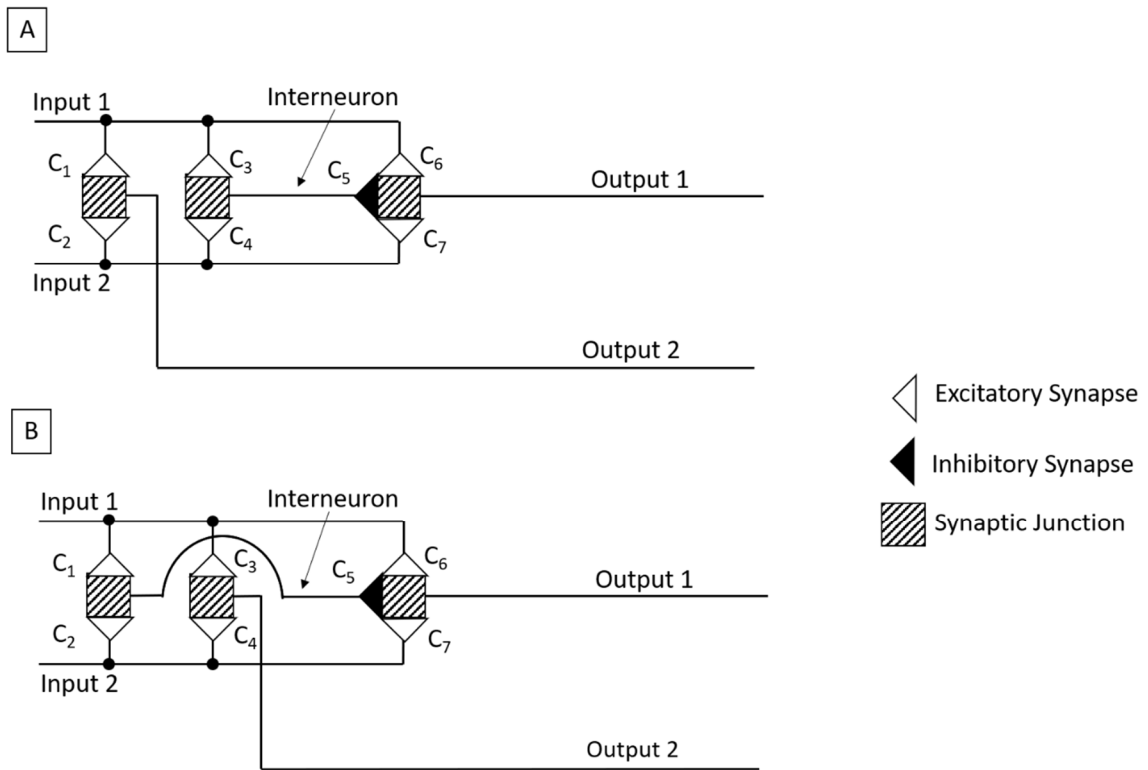 A
Input 1
Interneuron
C1
C3
C5
C6
Output 1
C2
C4
C7
Input 2
Output 2
Excitatory Synapse
B
Inhibitory Synapse
Input 1
Interneuron
Synaptic Junction
C1
C3
C5
C6
Output 1
C2
C4
C7
Input 2
Output 2